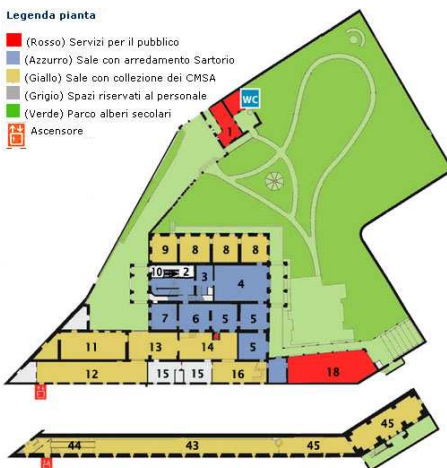 Legenda pianta
(Rosso) Servizi per il pubblico
(Azzurro) Sale con arredamento Sartorio
(Giallo) Sale con collezione dei CMSA
(Grigio) Spazi riservati al personale
(Verde) Parco alberi secolari
Ascensore
WC
1
9 8 8 8
10 2 3
4
7 6 5 5
11 13 14 5
12 15 15 16 18
44 43 45 45